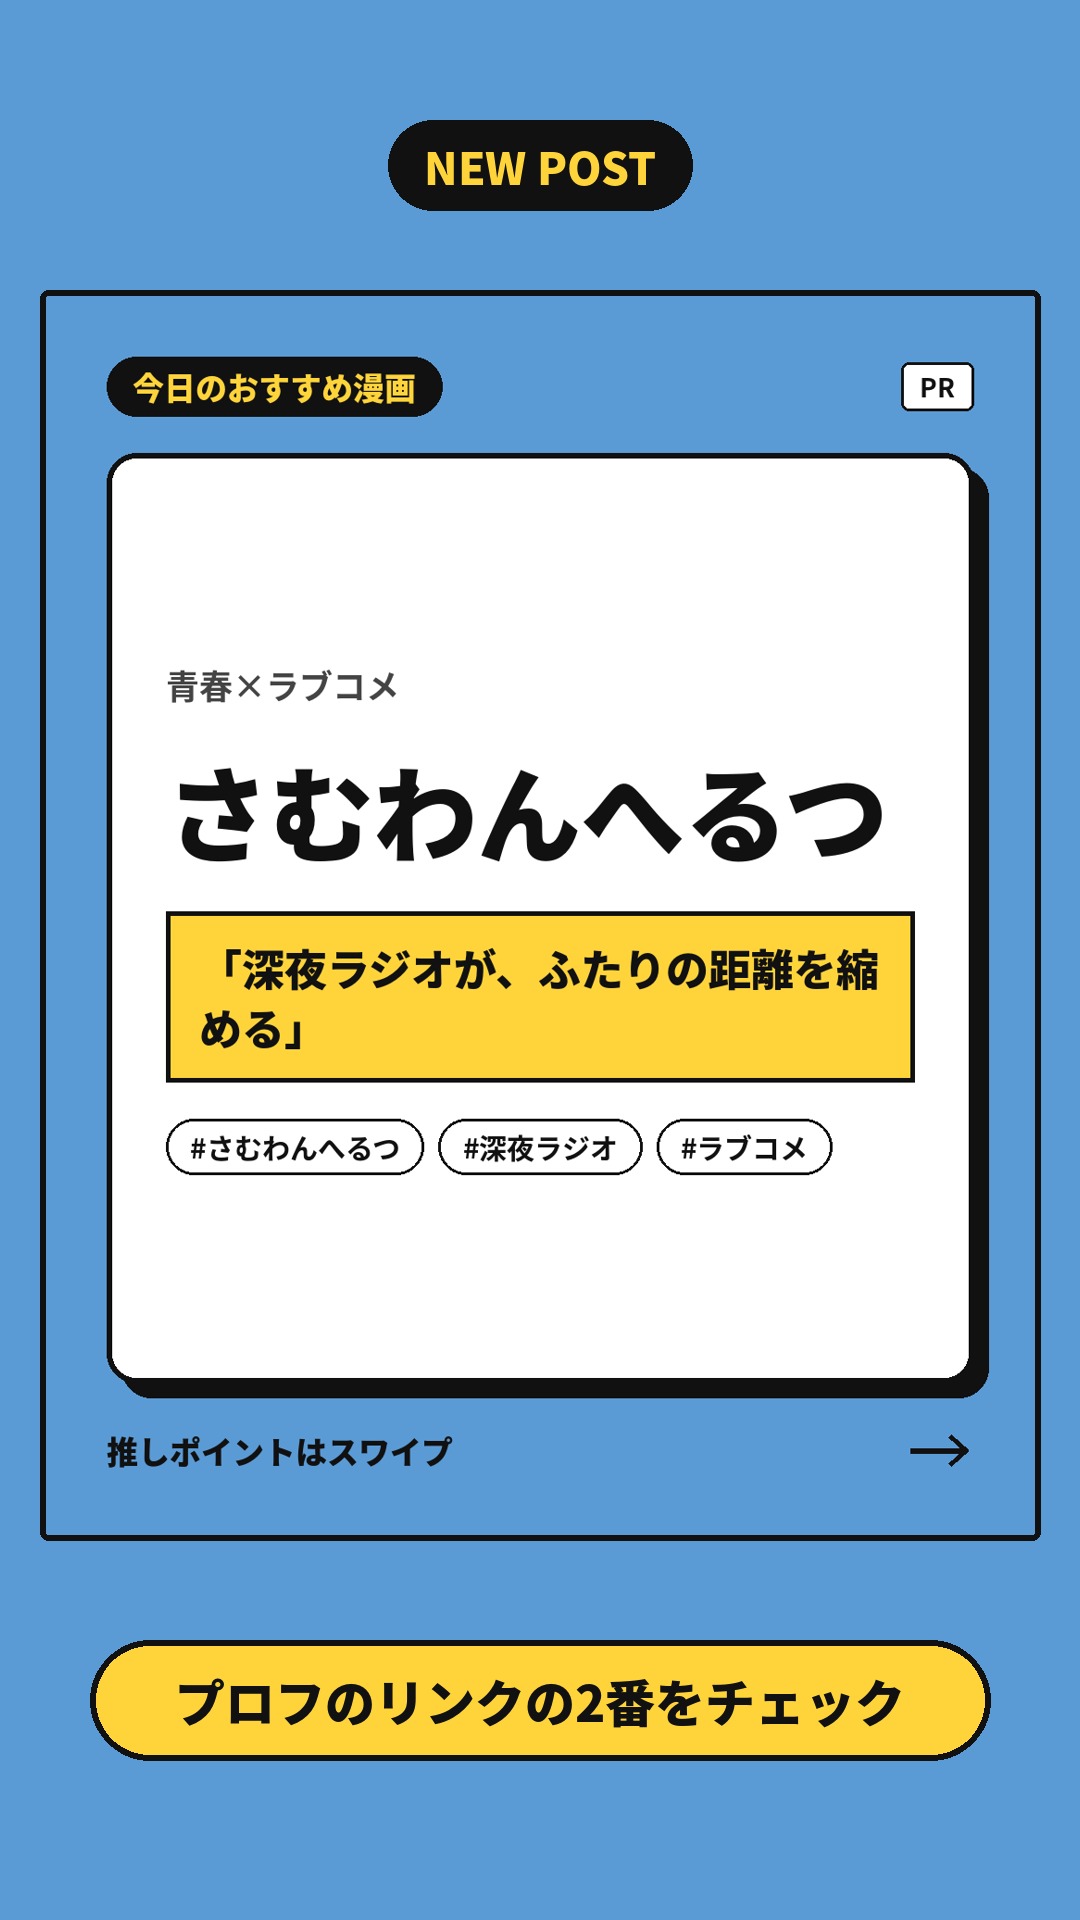 NEW POST
今日のおすすめ漫画
PR
青春×ラブコメ
さむわんへるつ
「深夜ラジオが、ふたりの距離を縮
める」
#さむわんへるつ #深夜ラジオ #ラブコメ
推しポイントはスワイプ →
プロフのリンクの2番をチェック